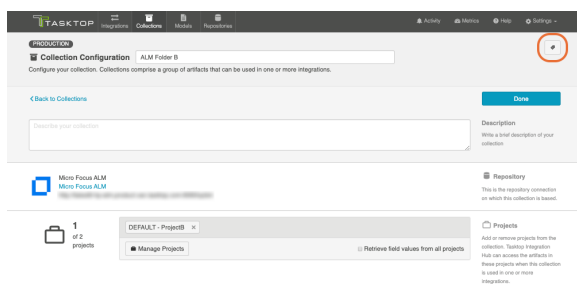 TASKTOP
Integrations
Collections
Models
Repositories
Activity
Metrics
Help
Settings
PRODUCTION
Collection Configuration
ALM Folder B
Configure your collection. Collections comprise a group of artifacts that can be used in one or more integrations.
Back to Collections
Done
Describe your collection
Description
Write a brief description of your
collection
Micro Focus ALM
Micro Focus ALM
Repository
This is the repository connection
on which this collection is based.
1
of 2
projects
DEFAULT - ProjectB ×
Manage Projects
Retrieve field values from all projects
Projects
Add or remove projects from the
collection. Tasktop Integration
Hub can access the artifacts in
these projects when this collection
is used in one or more
integrations.